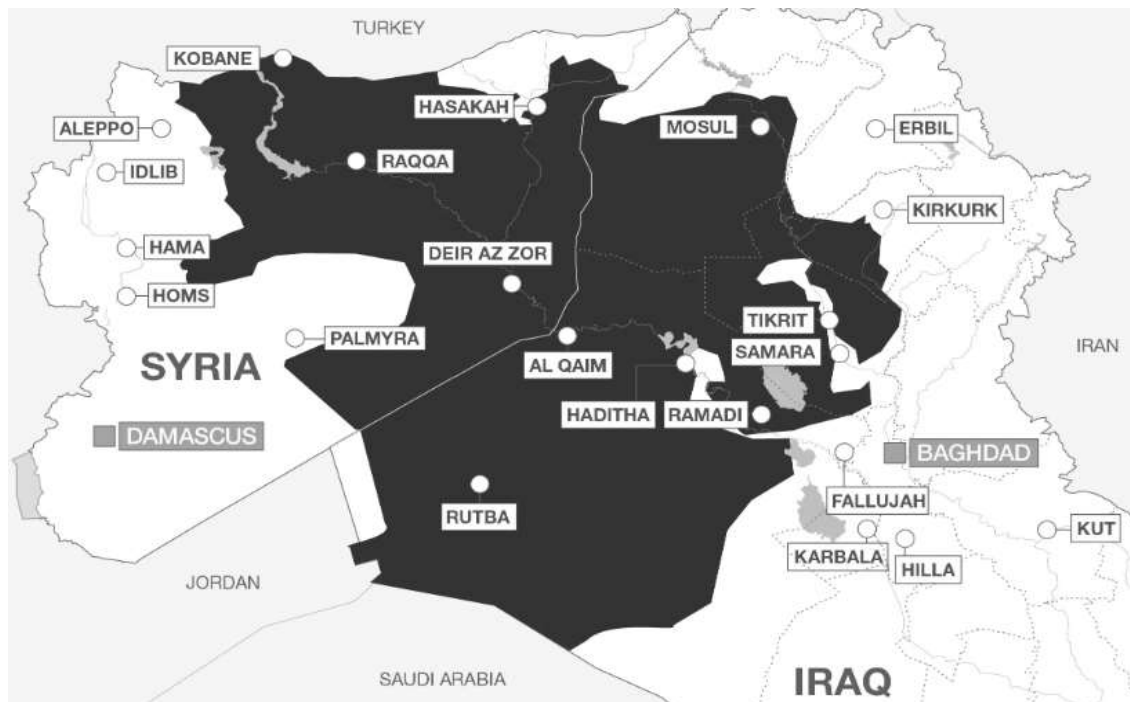 TURKEY
KOBANE
HASAKAH
ALEPPO
MOSUL
ERBIL
RAQQA
IDLIB
KIRKURK
HAMA
DEIR AZ ZOR
HOMS
TIKRIT
PALMYRA
SYRIA
AL QAIM
SAMARA
IRAN
HADITHA
RAMADI
DAMASCUS
BAGHDAD
FALLUJAH
RUTBA
KUT
KARBALA
HILLA
JORDAN
SAUDI ARABIA
IRAQ